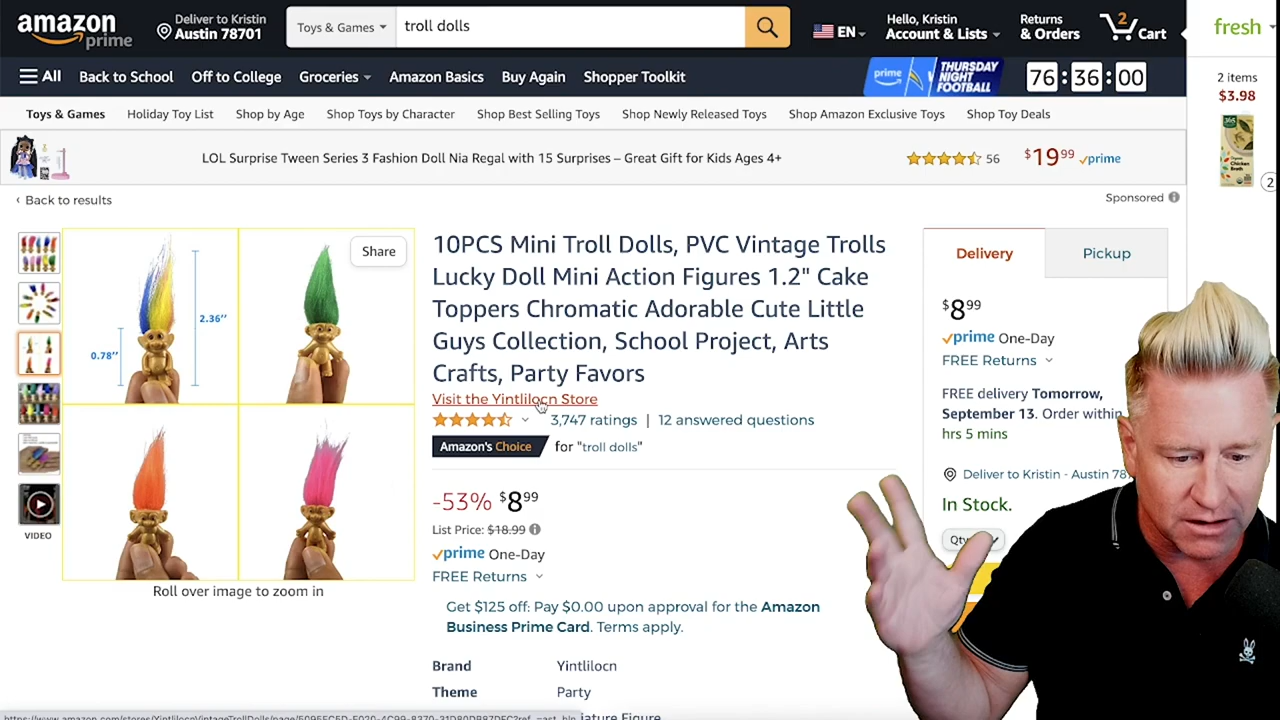 amazon
prime
Deliver to Kristin
Austin 78701
Toys & Games
troll dolls
EN
Hello, Kristin
Account & Lists
Returns
& Orders
2
Cart
fresh
All
Back to School
Off to College
Groceries
Amazon Basics
Buy Again
Shopper Toolkit
prime
THURSDAY
NIGHT
FOOTBALL
76 : 36 : 00
2 items
$3.98
Toys & Games
Holiday Toy List
Shop by Age
Shop Toys by Character
Shop Best Selling Toys
Shop Newly Released Toys
Shop Amazon Exclusive Toys
Shop Toy Deals
LOL Surprise Tween Series 3 Fashion Doll Nia Regal with 15 Surprises – Great Gift for Kids Ages 4+
56
$19 99
prime
365
Chicken
Broth
2
‹ Back to results
Sponsored
Share
2.36"
0.78"
VIDEO
Roll over image to zoom in
10PCS Mini Troll Dolls, PVC Vintage Trolls
Lucky Doll Mini Action Figures 1.2" Cake
Toppers Chromatic Adorable Cute Little
Guys Collection, School Project, Arts
Crafts, Party Favors
Visit the Yintlilocn Store
3,747 ratings | 12 answered questions
Amazon's Choice
for "troll dolls"
-53% $8 99
List Price: $18.99
prime One-Day
FREE Returns
Get $125 off: Pay $0.00 upon approval for the Amazon
Business Prime Card. Terms apply.
Brand
Yintlilocn
Theme
Party
Delivery
Pickup
$8 99
prime One-Day
FREE Returns
FREE delivery Tomorrow,
September 13. Order within
hrs 5 mins
Deliver to Kristin - Austin 78
In Stock.